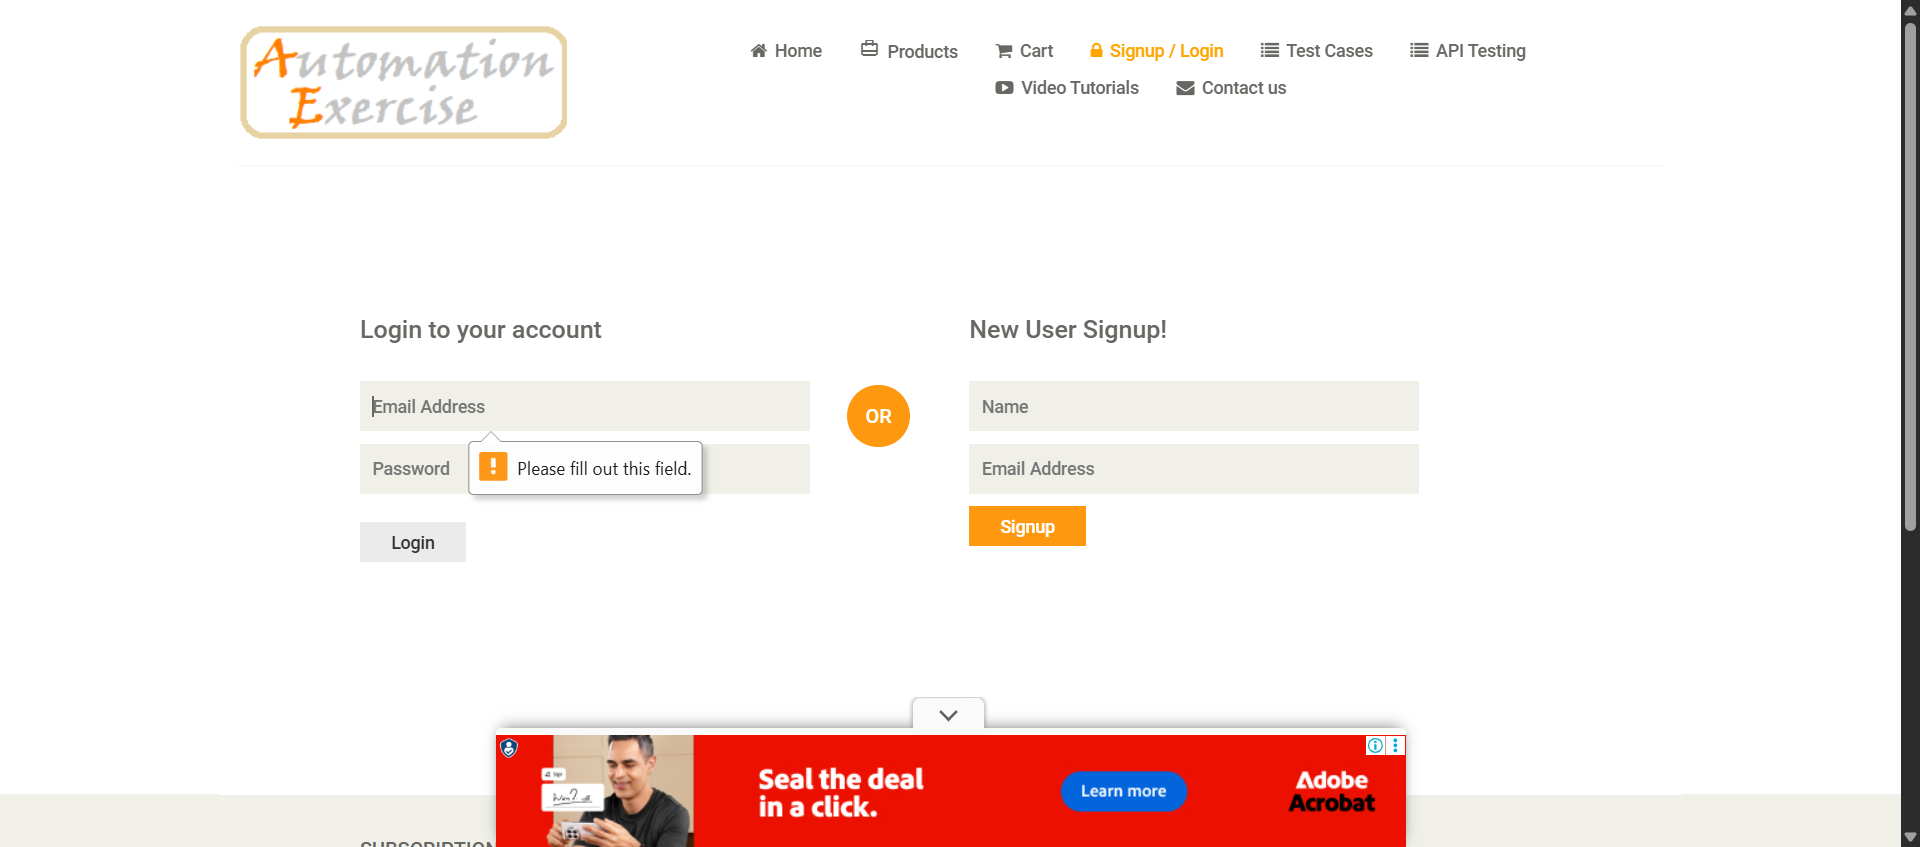 Automation
Exercise
Home
Products
Cart
Signup / Login
Test Cases
API Testing
Video Tutorials
Contact us
Login to your account
New User Signup!
Email Address
OR
Name
Password
Please fill out this field.
Email Address
Login
Signup
Seal the deal
in a click.
Learn more
Adobe
Acrobat
SUBSCRIPTION